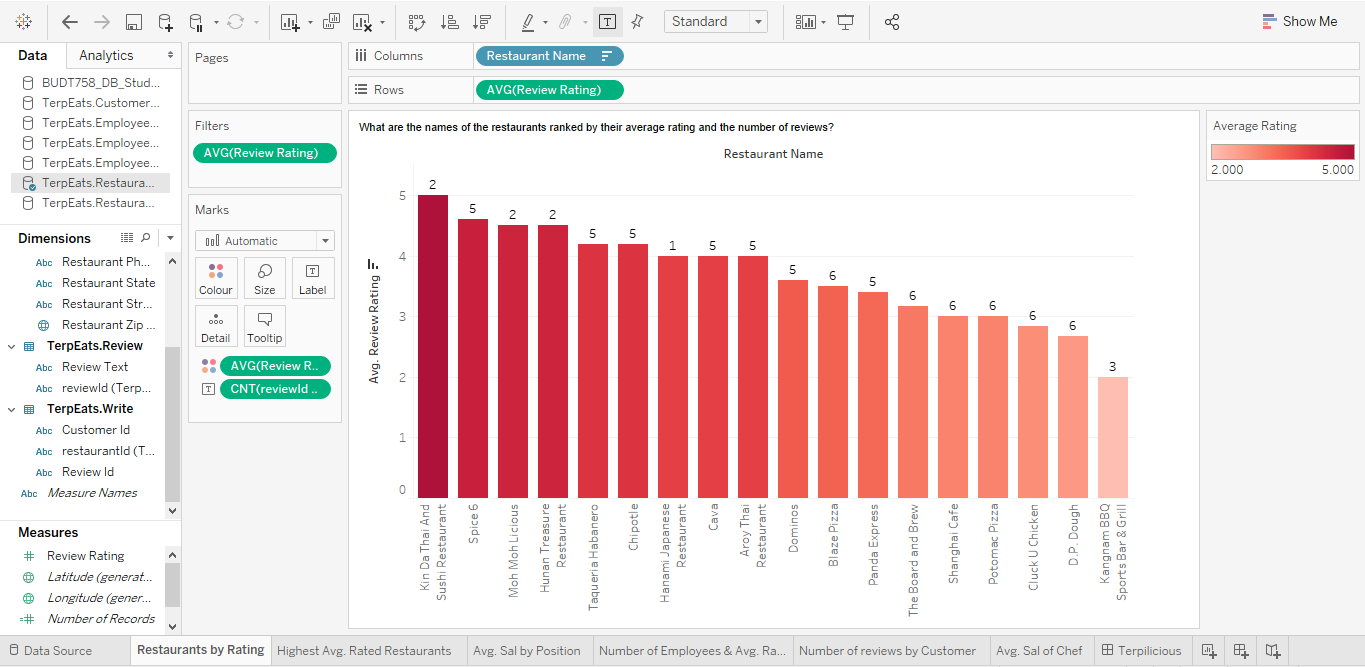 Standard
Show Me
Data
Analytics
BUDT758_DB_Stud...
TerpEats.Customer...
TerpEats.Employee...
TerpEats.Employee...
TerpEats.Employee...
TerpEats.Restaura...
TerpEats.Restaura...
Dimensions
Abc Restaurant Ph...
Abc Restaurant State
Abc Restaurant Str...
Restaurant Zip ...
TerpEats.Review
Abc Review Text
Abc reviewId (Terp...
TerpEats.Write
Abc Customer Id
Abc restaurantId (T...
Abc Review Id
Abc Measure Names
Measures
Review Rating
Latitude (generat...
Longitude (gener...
Number of Records
Pages
Filters
AVG(Review Rating)
Marks
Automatic
Colour
Size
T
Label
Detail
Tooltip
AVG(Review R..
T
CNT(reviewId ..
Columns
Restaurant Name
Rows
AVG(Review Rating)
What are the names of the restaurants ranked by their average rating and the number of reviews?
Restaurant Name
Avg. Review Rating
5
4
3
2
1
0
2
5
2
2
5
5
1
5
5
5
6
5
6
6
6
6
6
3
Kin Da Thai And
Sushi Restaurant
Spice 6
Moh Moh Licious
Hunan Treasure
Restaurant
Taqueria Habanero
Chipotle
Hanami Japanese
Restaurant
Cava
Aroy Thai
Restaurant
Dominos
Blaze Pizza
Panda Express
The Board and Brew
Shanghai Cafe
Potomac Pizza
Cluck U Chicken
D.P. Dough
Kangnam BBQ
Sports Bar & Grill
Average Rating
2.000 5.000
Data Source
Restaurants by Rating
Highest Avg. Rated Restaurants
Avg. Sal by Position
Number of Employees & Avg. Ra...
Number of reviews by Customer
Avg. Sal of Chef
Terpilicious